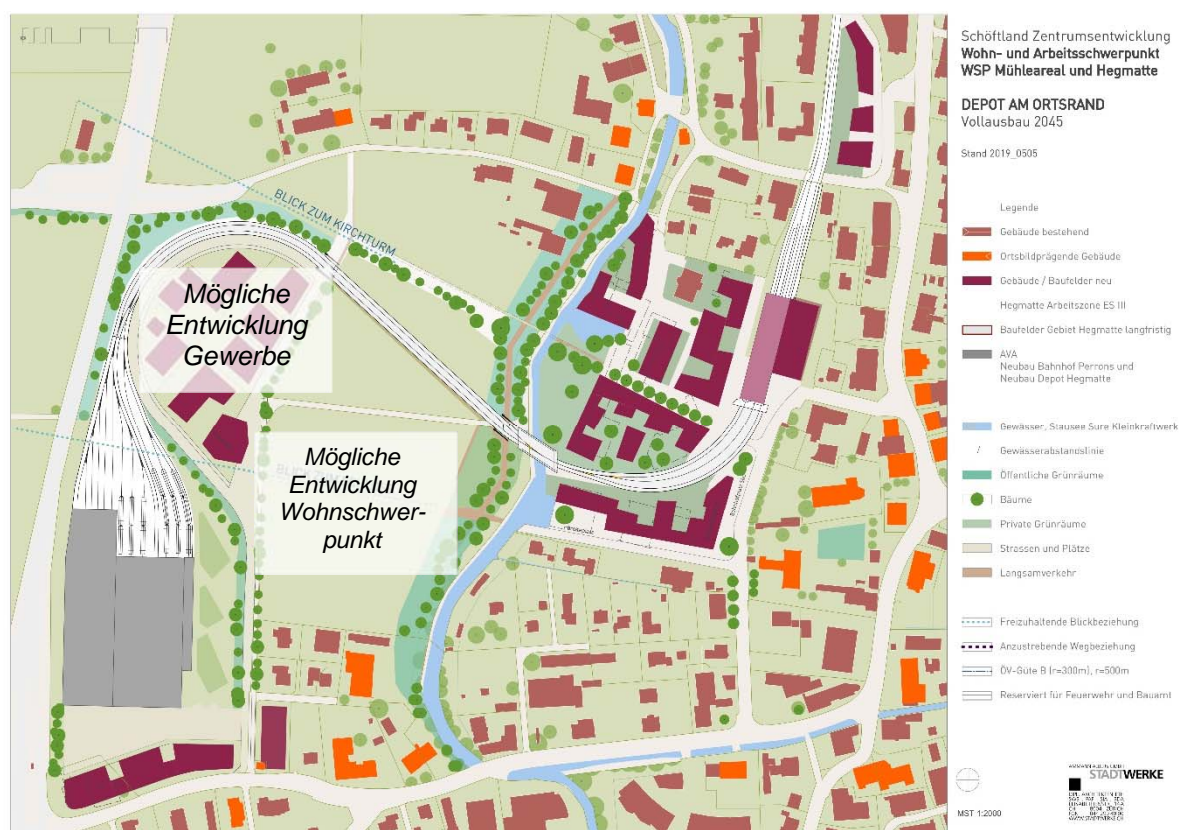 Schöftland Zentrumsentwicklung
Wohn- und Arbeitsschwerpunkt
WSP Mühleareal und Hegmatte
DEPOT AM ORTSRAND
Vollausbau 2045
Stand 2019_0505
Legende
Gebäude bestehend
Ortsbildprägende Gebäude
Gebäude / Baufelder neu
Hegmatte Arbeitszone ES III
Baufelder Gebiet Hegmatte langfristig
AVA
Neubau Bahnhof Perrons und
Neubau Depot Hegmatte
Gewässer, Stausee Sure Kleinkraftwerk
Gewässerabstandslinie
Öffentliche Grünräume
Bäume
Private Grünräume
Strassen und Plätze
Langsamverkehr
Freizuhaltende Blickbeziehung
Anzustrebende Wegbeziehung
ÖV-Güte B (r=300m), r=500m
Reserviert für Feuerwehr und Bauamt
MST 1:2000
STADTWERKE
BLICK ZUM KIRCHTURM
Mögliche
Entwicklung
Gewerbe
Mögliche
Entwicklung
Wohnschwer-
punkt